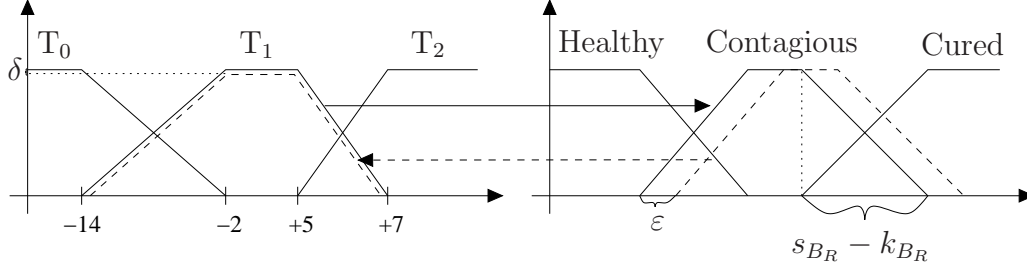 T₀ T₁ T₂ Healthy Contagious Cured
δ
−14 −2 +5 +7 ε
s_{B_R} − k_{B_R}